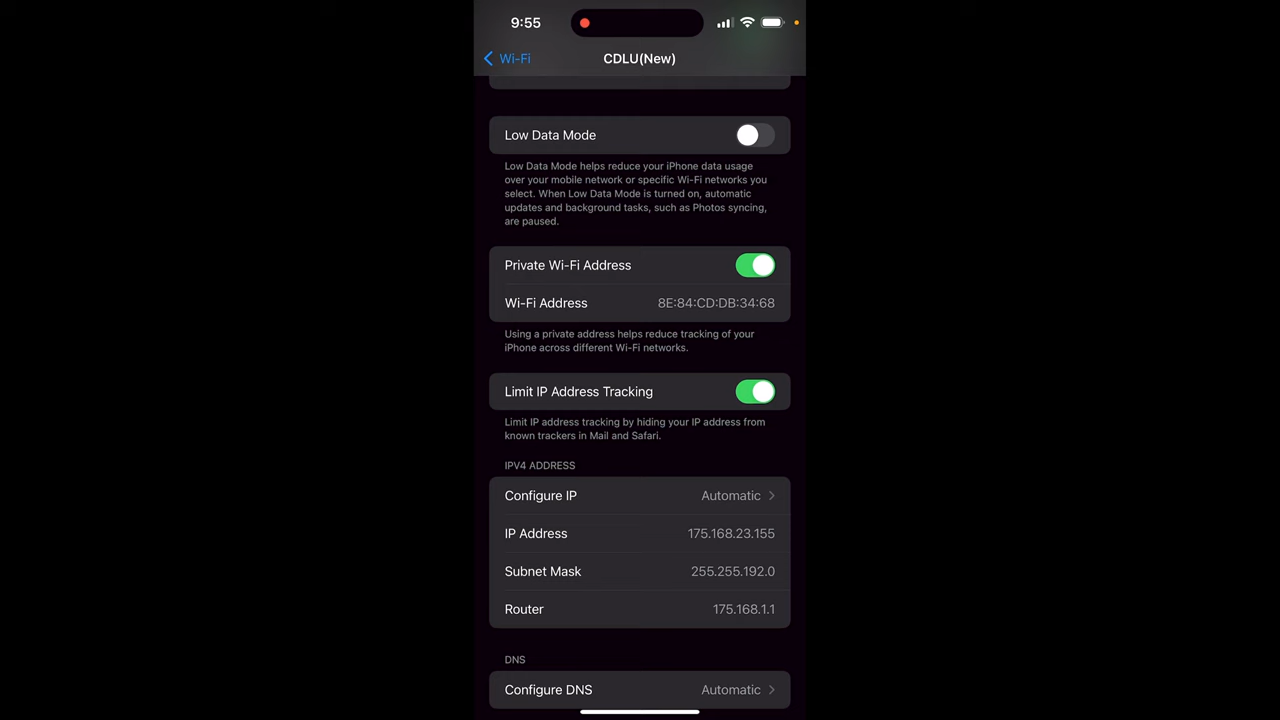 9:55
Wi-Fi
CDLU(New)
Low Data Mode
Low Data Mode helps reduce your iPhone data usage
over your mobile network or specific Wi-Fi networks you
select. When Low Data Mode is turned on, automatic
updates and background tasks, such as Photos syncing,
are paused.
Private Wi-Fi Address
Wi-Fi Address 8E:84:CD:DB:34:68
Using a private address helps reduce tracking of your
iPhone across different Wi-Fi networks.
Limit IP Address Tracking
Limit IP address tracking by hiding your IP address from
known trackers in Mail and Safari.
IPV4 ADDRESS
Configure IP Automatic
IP Address 175.168.23.155
Subnet Mask 255.255.192.0
Router 175.168.1.1
DNS
Configure DNS Automatic